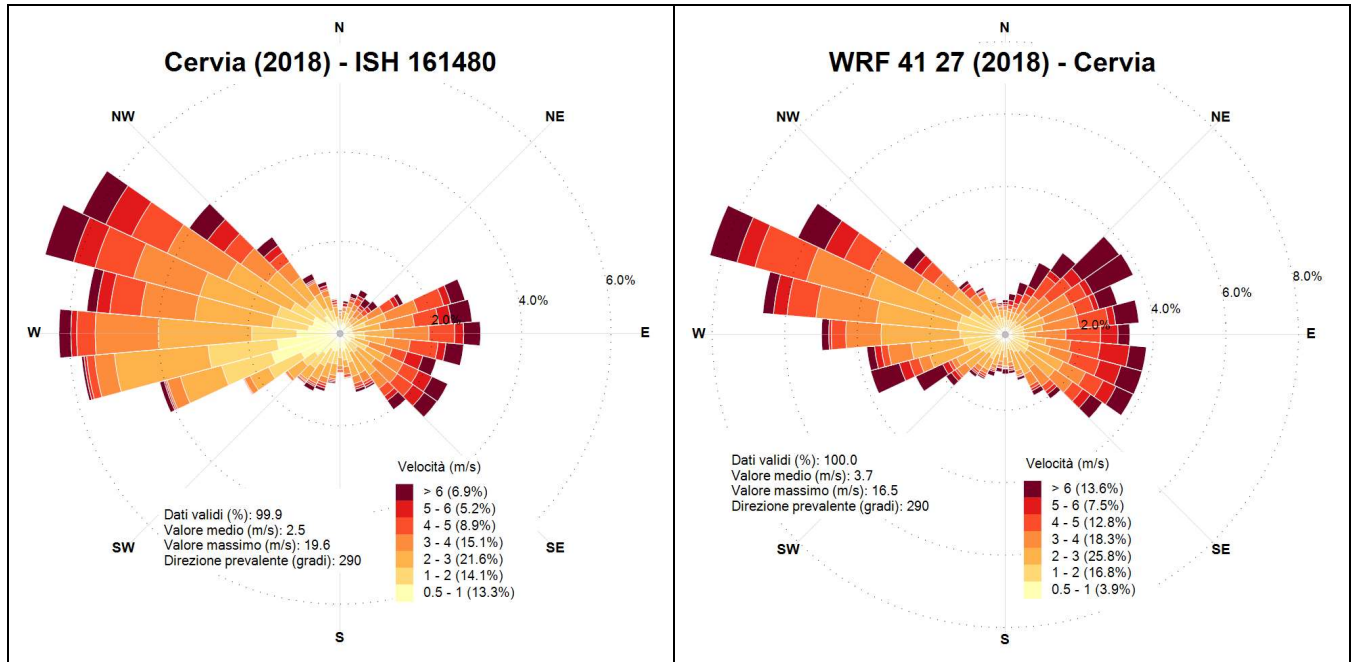 N
Cervia (2018) - ISH 161480
NW
NE
6.0%
4.0%
2.0%
W
E
Velocità (m/s)
> 6 (6.9%)
5 - 6 (5.2%)
4 - 5 (8.9%)
3 - 4 (15.1%)
2 - 3 (21.6%)
1 - 2 (14.1%)
0.5 - 1 (13.3%)
Dati validi (%): 99.9
Valore medio (m/s): 2.5
Valore massimo (m/s): 19.6
Direzione prevalente (gradi): 290
SW
SE
S
N
WRF 41 27 (2018) - Cervia
NW
NE
8.0%
6.0%
4.0%
2.0%
W
E
Dati validi (%): 100.0
Valore medio (m/s): 3.7
Valore massimo (m/s): 16.5
Direzione prevalente (gradi): 290
Velocità (m/s)
> 6 (13.6%)
5 - 6 (7.5%)
4 - 5 (12.8%)
3 - 4 (18.3%)
2 - 3 (25.8%)
1 - 2 (16.8%)
0.5 - 1 (3.9%)
SW
SE
S